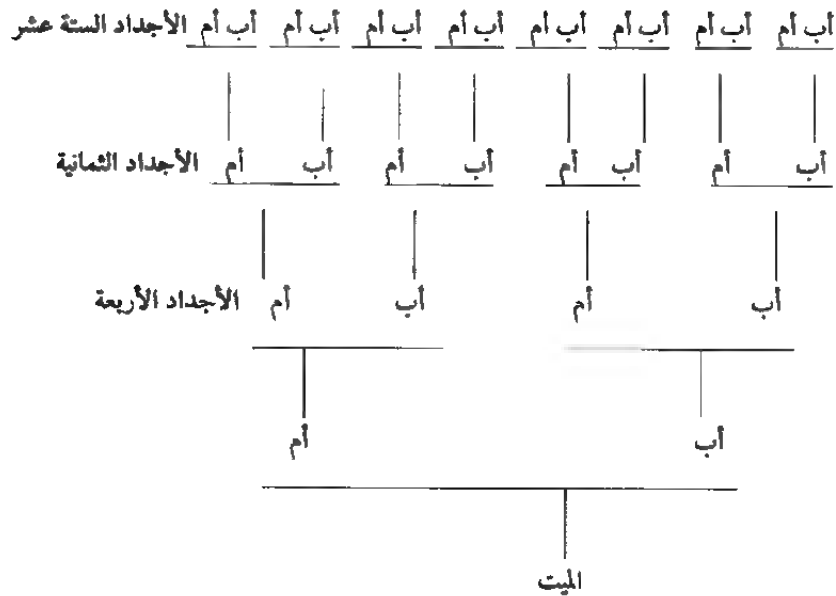 الأجداد الستة عشر أب أم أب أم أب أم أب أم أب أم أب أم أب أم أب أم
الأجداد الثمانية أم أب أم أب أم أب أم أب
الأجداد الأربعة أم أب أم أب
أم أب
الميت